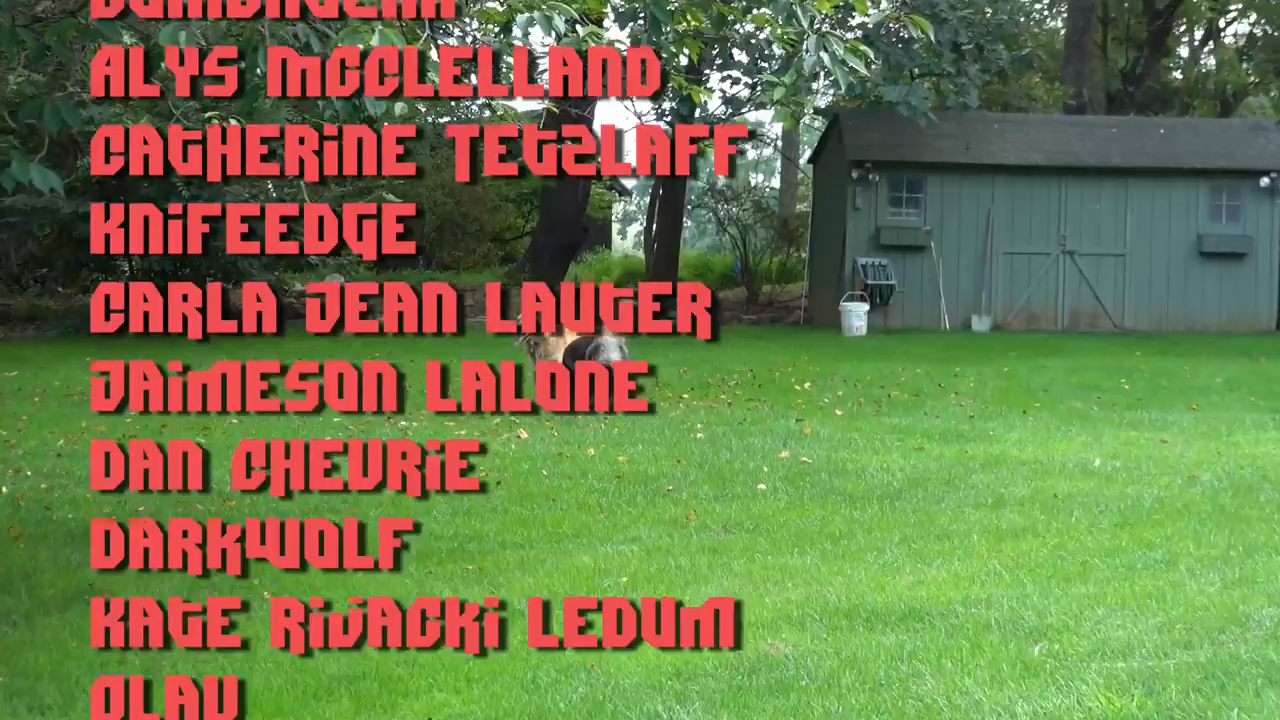 ALYS MCCLELLAND
CATHERINE TETZLAFF
KNIFEEDGE
CARLA JEAN LAUTER
JAIMESON LALONE
DAN CHEVRIE
DARKWOLF
KATE RIVACKI LEDUM
OLAV